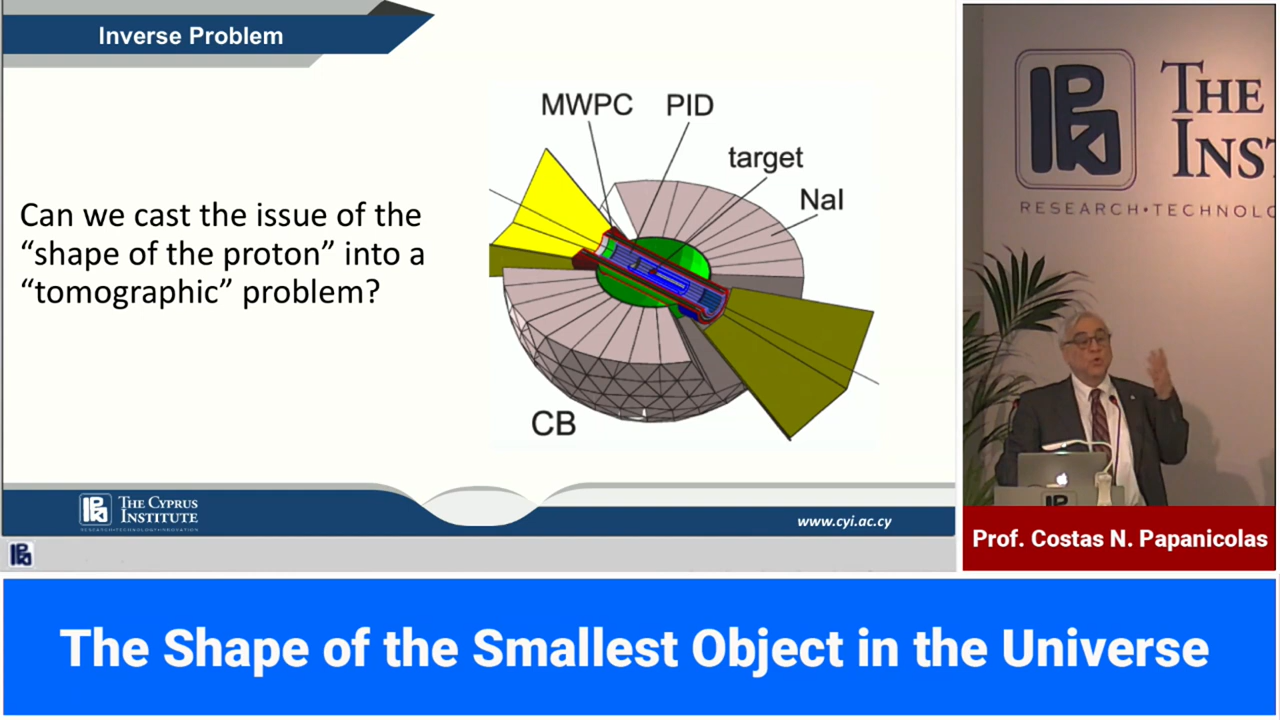 Inverse Problem
MWPC
PID
target
NaI
Can we cast the issue of the
“shape of the proton” into a
“tomographic” problem?
CB
THE CYPRUS
INSTITUTE
www.cyi.ac.cy
THE
INS
RESEARCH•TECHNOLO
Prof. Costas N. Papanicolas
The Shape of the Smallest Object in the Universe